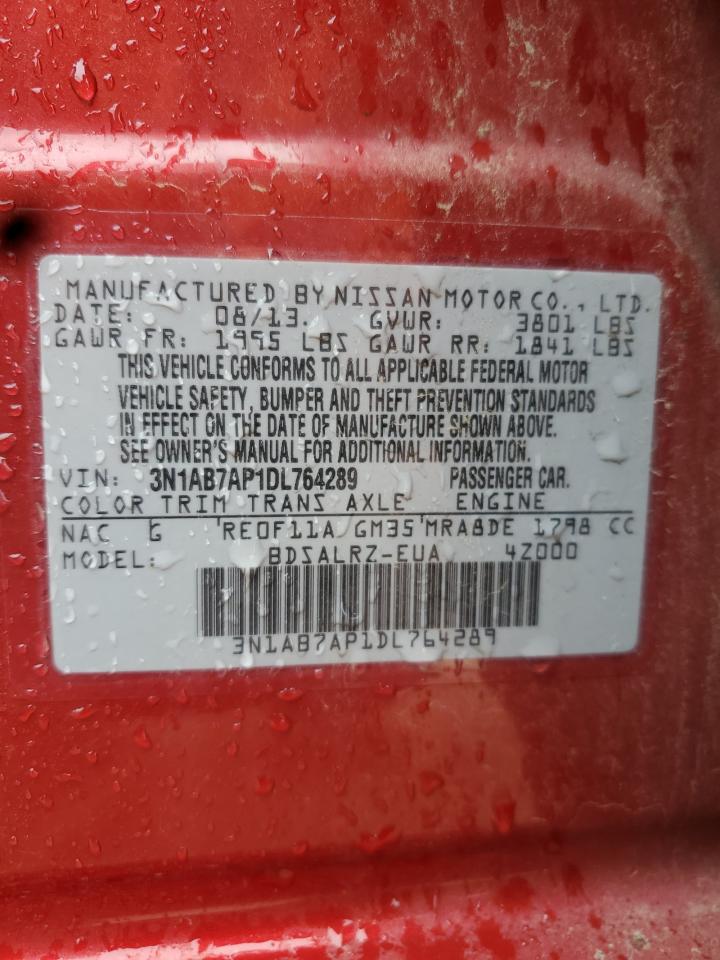 MANUFACTURED BY NISSAN MOTOR CO., LTD.
DATE: 08/13. GVWR: 3801 LBS
GAWR FR: 1995 LBS GAWR RR: 1841 LBS
THIS VEHICLE CONFORMS TO ALL APPLICABLE FEDERAL MOTOR
VEHICLE SAFETY, BUMPER AND THEFT PREVENTION STANDARDS
IN EFFECT ON THE DATE OF MANUFACTURE SHOWN ABOVE.
SEE OWNER'S MANUAL FOR ADDITIONAL INFORMATION.
VIN: 3N1AB7AP1DL764289 PASSENGER CAR.
COLOR TRIM TRANS AXLE ENGINE
NAC G RE0F11A GM35 MRA8DE 1798 CC
MODEL: BDSALRZ-EUA 4Z000
3N1AB7AP1DL764289